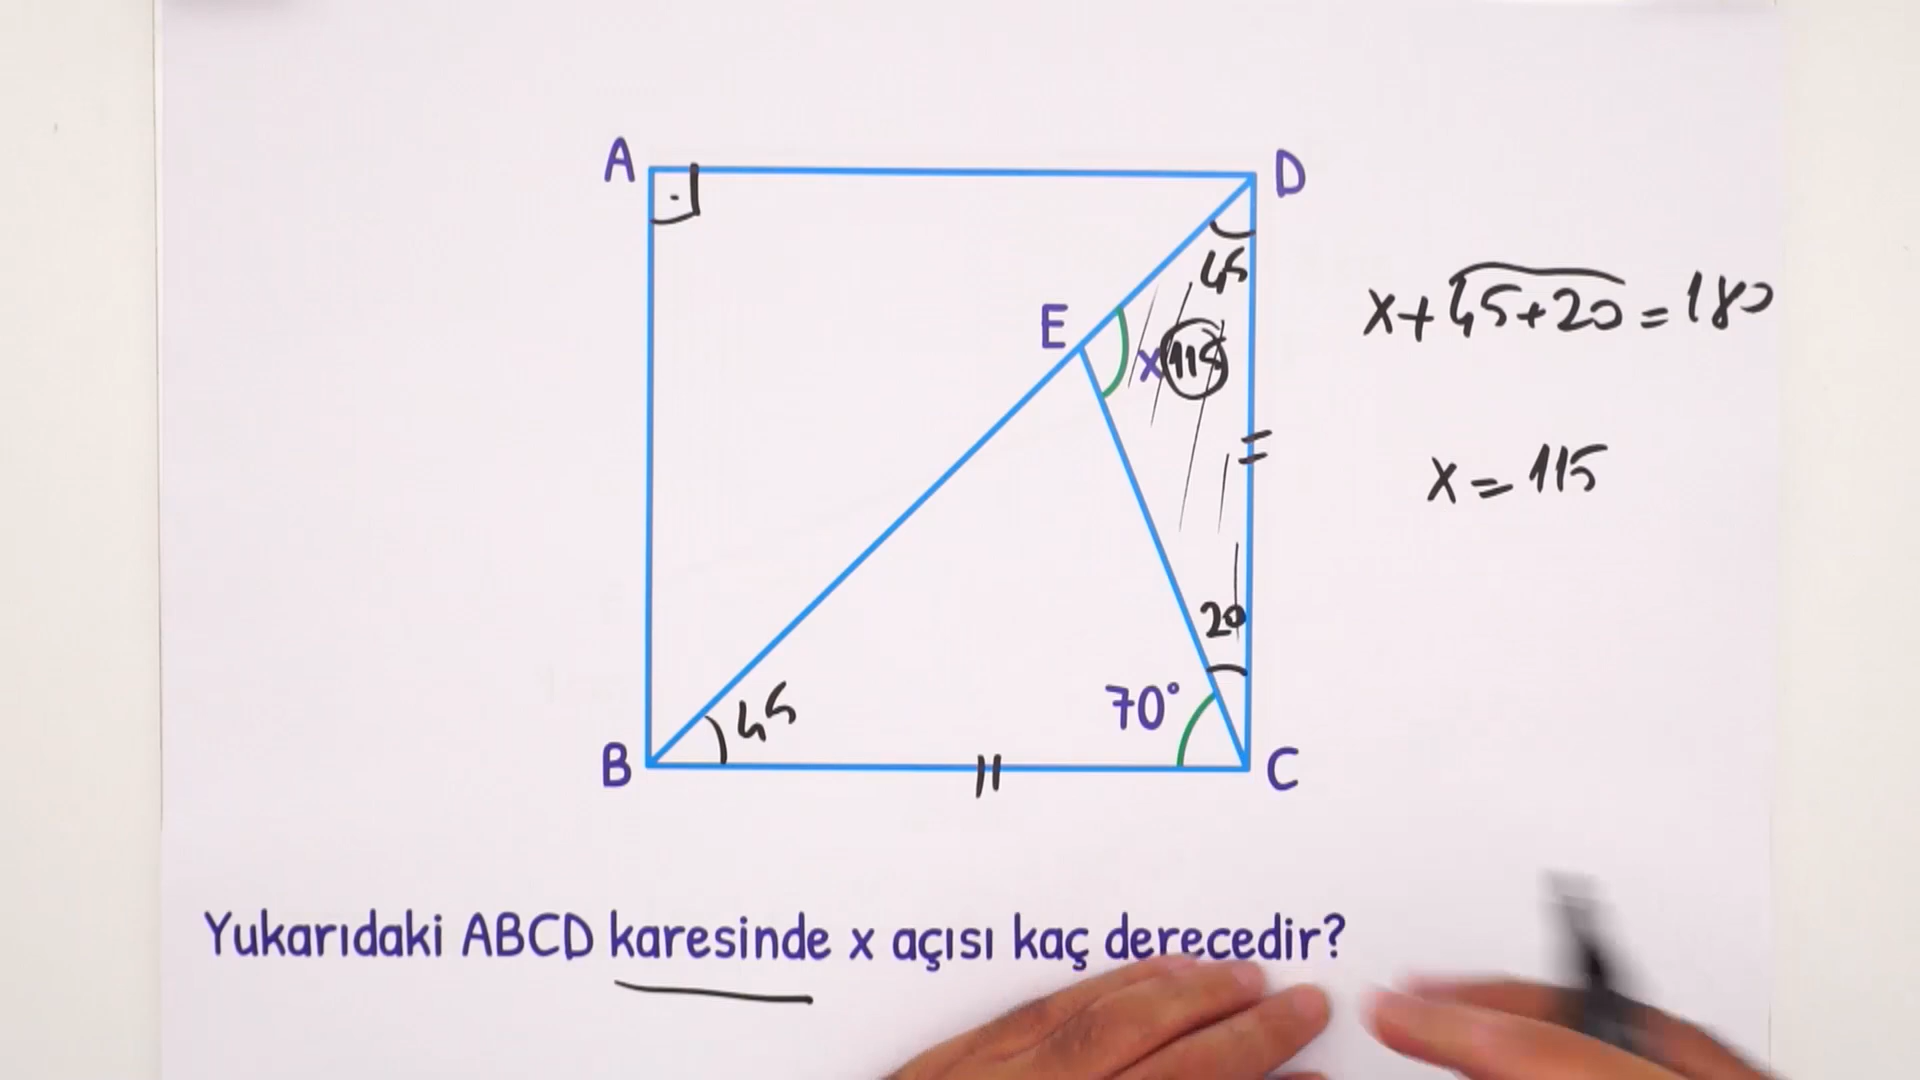 A
D
45
E
x 115
x+45+20=180
x=115
20
70°
45
B
C
Yukarıdaki ABCD karesinde x açısı kaç derecedir?